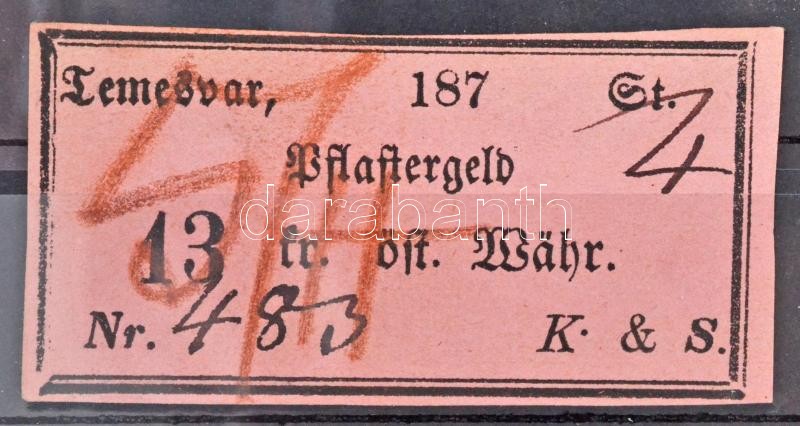 Temesvar, 187 St. 4
Pflastergeld
darabanth
13 kr. öst. Währ.
Nr. 483 K. & S.